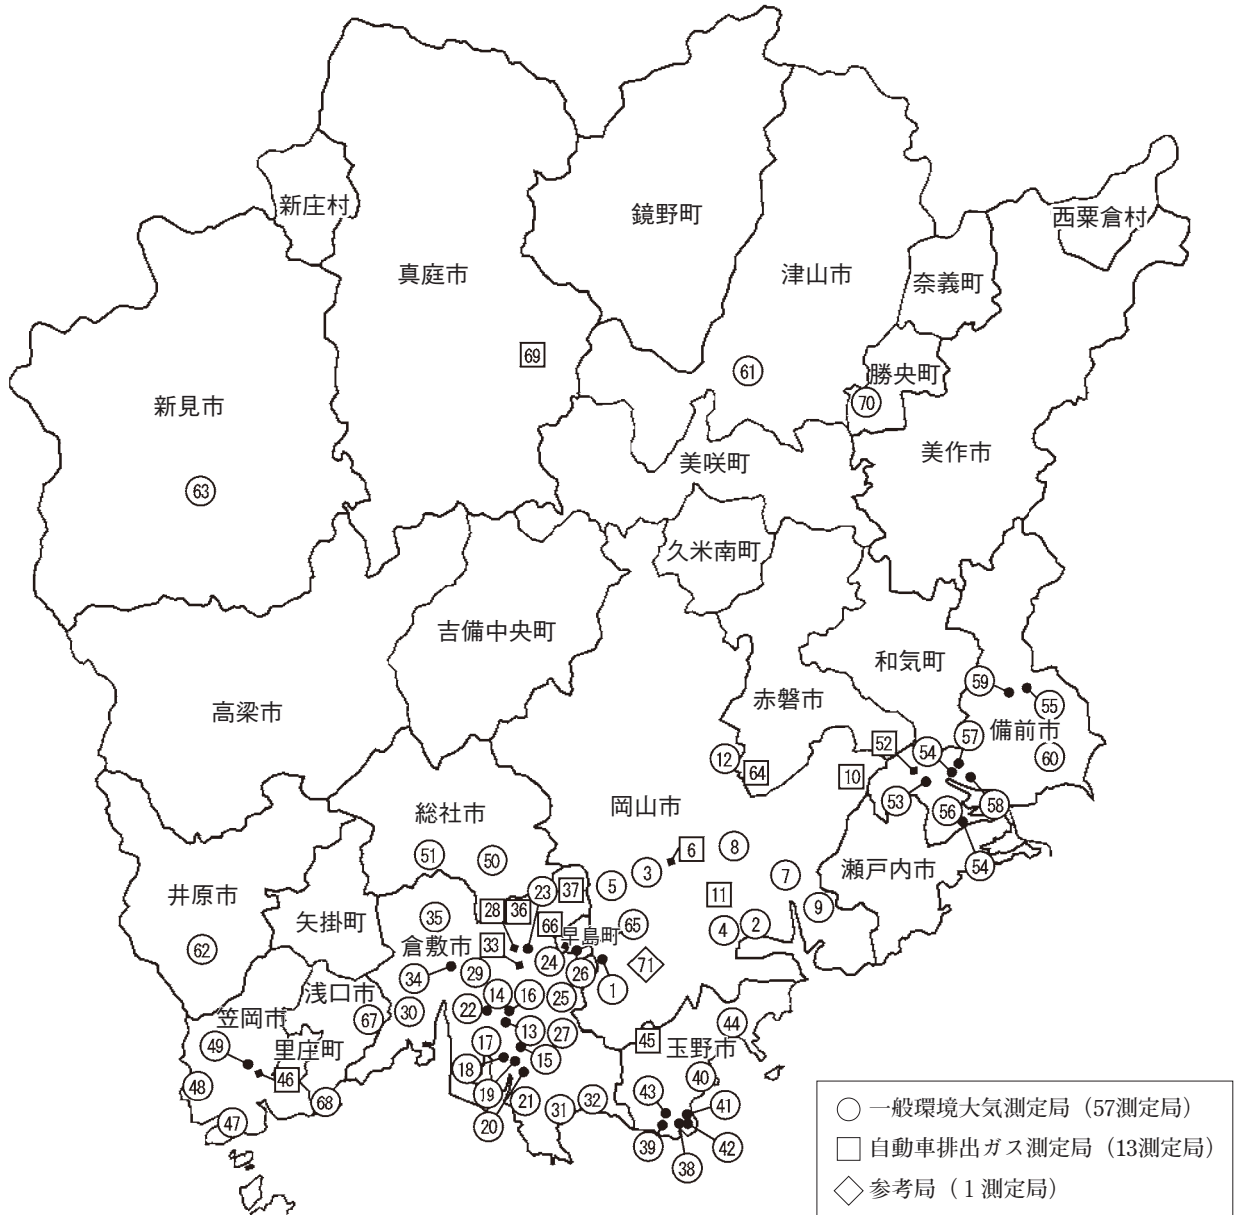 新庄村
鏡野町
西粟倉村
真庭市
津山市
奈義町
69
61
勝央町
70
新見市
美作市
美咲町
63
久米南町
吉備中央町
和気町
59
55
赤磐市
高梁市
備前市
57
52
54
12
64
10
60
53
56
58
岡山市
総社市
6
8
瀬戸内市
54
51
50
3
7
井原市
矢掛町
23
37
5
11
9
28
36
35
66
65
4
2
倉敷市
33
早島町
62
34
29
24
26
71
浅口市
14
16
25
1
22
30
67
笠岡市
13
27
44
49
里庄町
17
15
45
玉野市
18
48
46
19
40
68
21
32
43
41
47
20
31
39
42
38
○ 一般環境大気測定局（57測定局）
□ 自動車排出ガス測定局（13測定局）
◇ 参考局（１測定局）